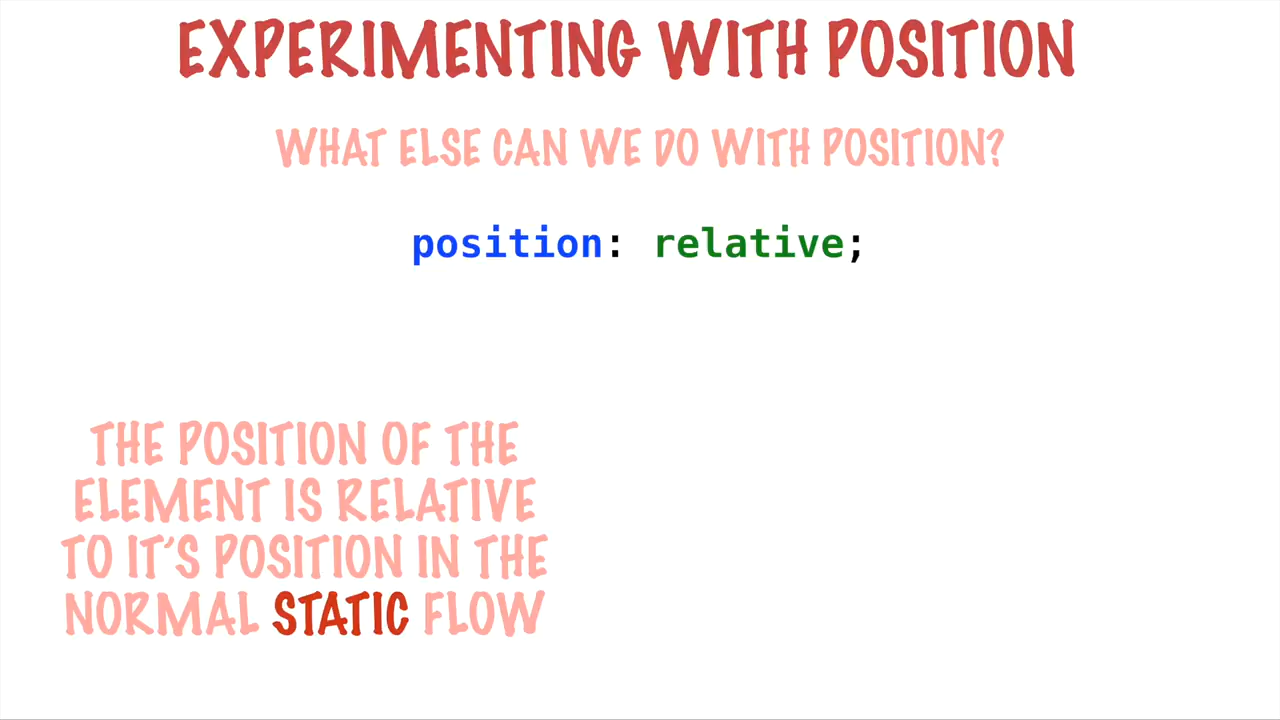 EXPERIMENTING WITH POSITION
WHAT ELSE CAN WE DO WITH POSITION?
position: relative;
THE POSITION OF THE
ELEMENT IS RELATIVE
TO IT'S POSITION IN THE
NORMAL STATIC FLOW